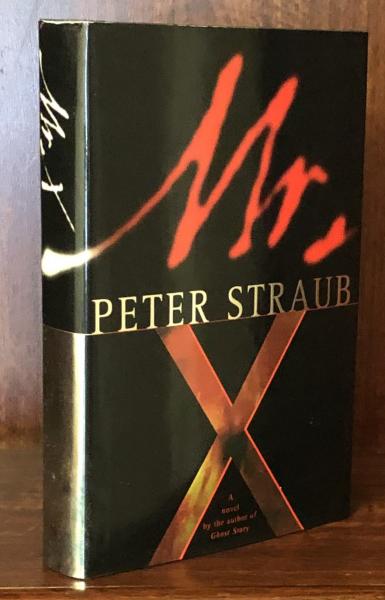 Mr. X
Mr.
PETER STRAUB
X
A
novel
by the author of
Ghost Story